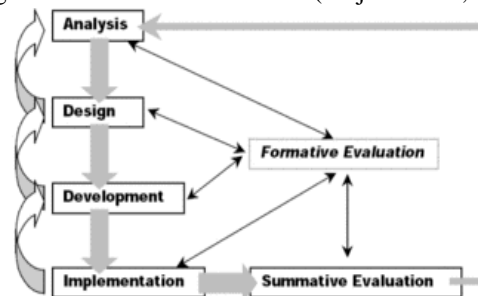 Analysis
Design
Formative Evaluation
Development
Implementation
Summative Evaluation